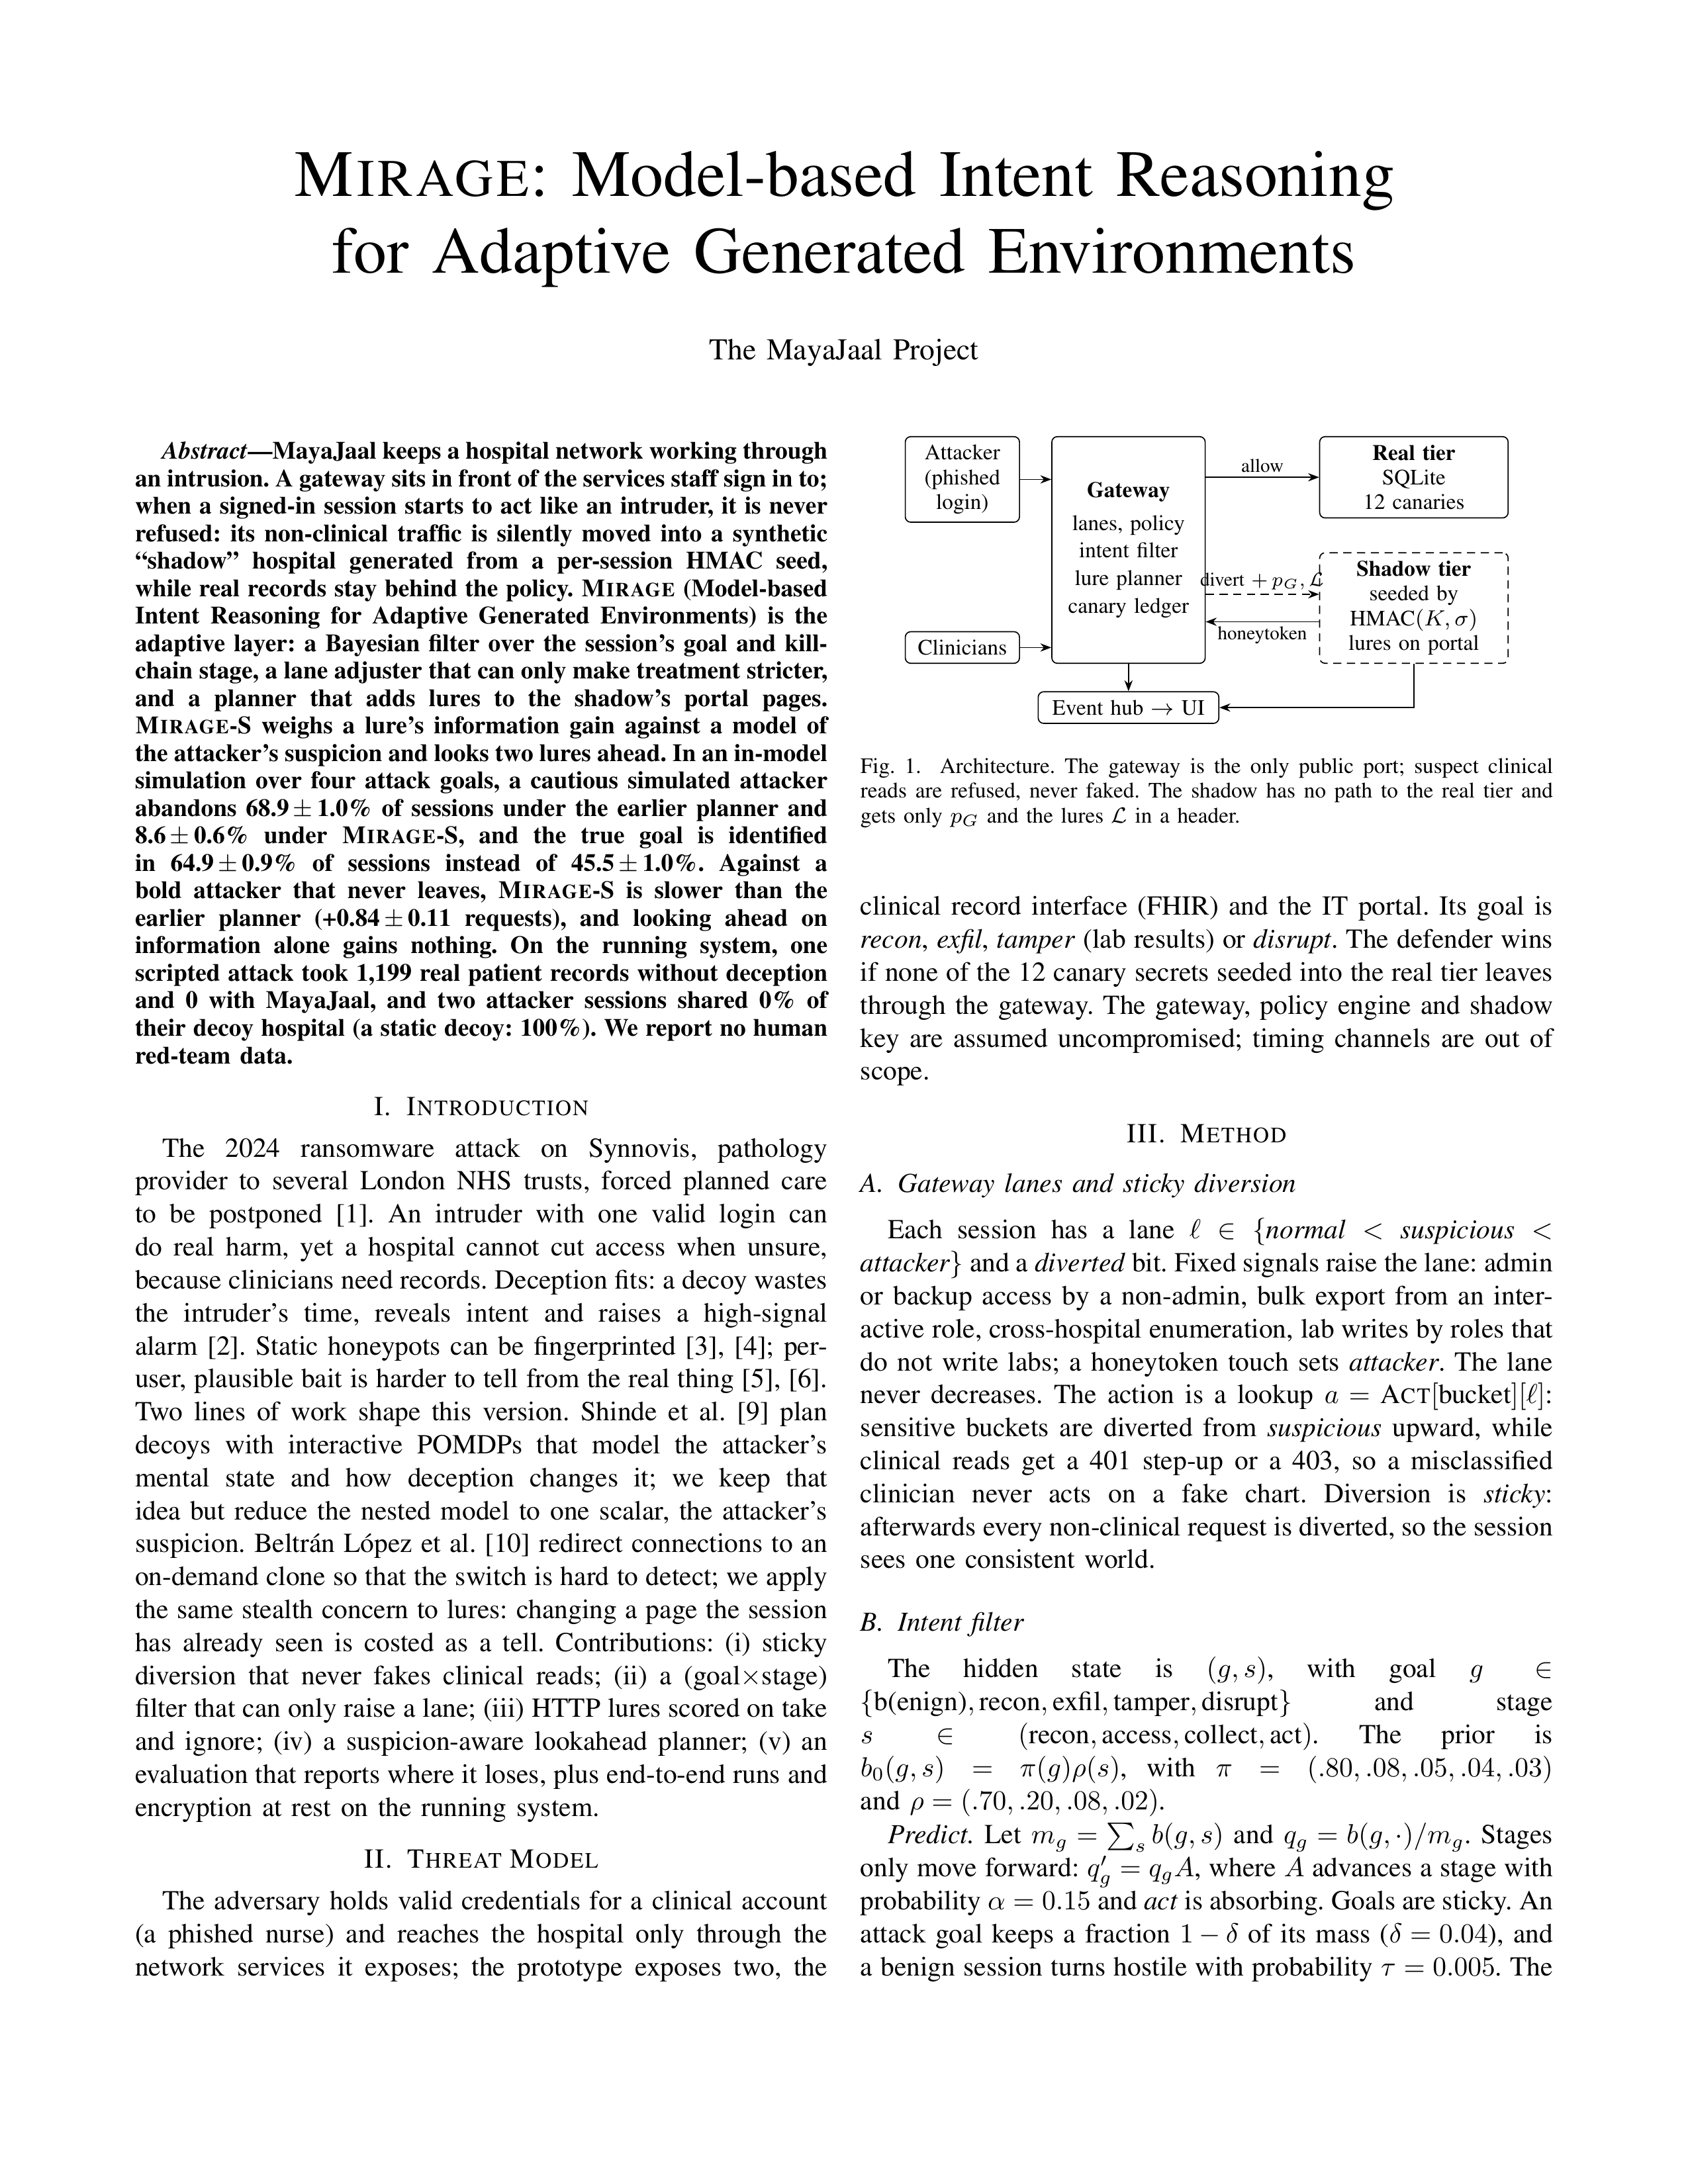 MIRAGE: Model-based Intent Reasoning
for Adaptive Generated Environments
The MayaJaal Project
Abstract—MayaJaal keeps a hospital network working through
an intrusion. A gateway sits in front of the services staff sign in to;
when a signed-in session starts to act like an intruder, it is never
refused: its non-clinical traffic is silently moved into a synthetic
“shadow” hospital generated from a per-session HMAC seed,
while real records stay behind the policy. MIRAGE (Model-based
Intent Reasoning for Adaptive Generated Environments) is the
adaptive layer: a Bayesian filter over the session’s goal and kill-
chain stage, a lane adjuster that can only make treatment stricter,
and a planner that adds lures to the shadow’s portal pages.
MIRAGE-S weighs a lure’s information gain against a model of
the attacker’s suspicion and looks two lures ahead. In an in-model
simulation over four attack goals, a cautious simulated attacker
abandons 68.9 ± 1.0% of sessions under the earlier planner and
8.6 ± 0.6% under MIRAGE-S, and the true goal is identified
in 64.9 ± 0.9% of sessions instead of 45.5 ± 1.0%. Against a
bold attacker that never leaves, MIRAGE-S is slower than the
earlier planner (+0.84 ± 0.11 requests), and looking ahead on
information alone gains nothing. On the running system, one
scripted attack took 1,199 real patient records without deception
and 0 with MayaJaal, and two attacker sessions shared 0% of
their decoy hospital (a static decoy: 100%). We report no human
red-team data.
I. INTRODUCTION
The 2024 ransomware attack on Synnovis, pathology
provider to several London NHS trusts, forced planned care
to be postponed [1]. An intruder with one valid login can
do real harm, yet a hospital cannot cut access when unsure,
because clinicians need records. Deception fits: a decoy wastes
the intruder’s time, reveals intent and raises a high-signal
alarm [2]. Static honeypots can be fingerprinted [3], [4]; per-
user, plausible bait is harder to tell from the real thing [5], [6].
Two lines of work shape this version. Shinde et al. [9] plan
decoys with interactive POMDPs that model the attacker’s
mental state and how deception changes it; we keep that
idea but reduce the nested model to one scalar, the attacker’s
suspicion. Beltrán López et al. [10] redirect connections to an
on-demand clone so that the switch is hard to detect; we apply
the same stealth concern to lures: changing a page the session
has already seen is costed as a tell. Contributions: (i) sticky
diversion that never fakes clinical reads; (ii) a (goal×stage)
filter that can only raise a lane; (iii) HTTP lures scored on take
and ignore; (iv) a suspicion-aware lookahead planner; (v) an
evaluation that reports where it loses, plus end-to-end runs and
encryption at rest on the running system.
II. THREAT MODEL
The adversary holds valid credentials for a clinical account
(a phished nurse) and reaches the hospital only through the
network services it exposes; the prototype exposes two, the
Attacker
(phished
login)
Clinicians
Gateway
lanes, policy
intent filter
lure planner
canary ledger
allow
divert + p_G, ℒ
honeytoken
Real tier
SQLite
12 canaries
Shadow tier
seeded by
HMAC(K, σ)
lures on portal
Event hub → UI
Fig. 1. Architecture. The gateway is the only public port; suspect clinical
reads are refused, never faked. The shadow has no path to the real tier and
gets only p_G and the lures ℒ in a header.
clinical record interface (FHIR) and the IT portal. Its goal is
recon, exfil, tamper (lab results) or disrupt. The defender wins
if none of the 12 canary secrets seeded into the real tier leaves
through the gateway. The gateway, policy engine and shadow
key are assumed uncompromised; timing channels are out of
scope.
III. METHOD
A. Gateway lanes and sticky diversion
Each session has a lane ℓ ∈ {normal < suspicious <
attacker} and a diverted bit. Fixed signals raise the lane: admin
or backup access by a non-admin, bulk export from an inter-
active role, cross-hospital enumeration, lab writes by roles that
do not write labs; a honeytoken touch sets attacker. The lane
never decreases. The action is a lookup a = ACT[bucket][ℓ]:
sensitive buckets are diverted from suspicious upward, while
clinical reads get a 401 step-up or a 403, so a misclassified
clinician never acts on a fake chart. Diversion is sticky:
afterwards every non-clinical request is diverted, so the session
sees one consistent world.
B. Intent filter
The hidden state is (g, s), with goal g ∈
{b(enign), recon, exfil, tamper, disrupt} and stage
s ∈ (recon, access, collect, act). The prior is
b_0(g, s) = π(g)ρ(s), with π = (.80, .08, .05, .04, .03)
and ρ = (.70, .20, .08, .02).
Predict. Let m_g = ∑_s b(g, s) and q_g = b(g, ·)/m_g. Stages
only move forward: q′_g = q_g A, where A advances a stage with
probability α = 0.15 and act is absorbing. Goals are sticky. An
attack goal keeps a fraction 1 − δ of its mass (δ = 0.04), and
a benign session turns hostile with probability τ = 0.005. The